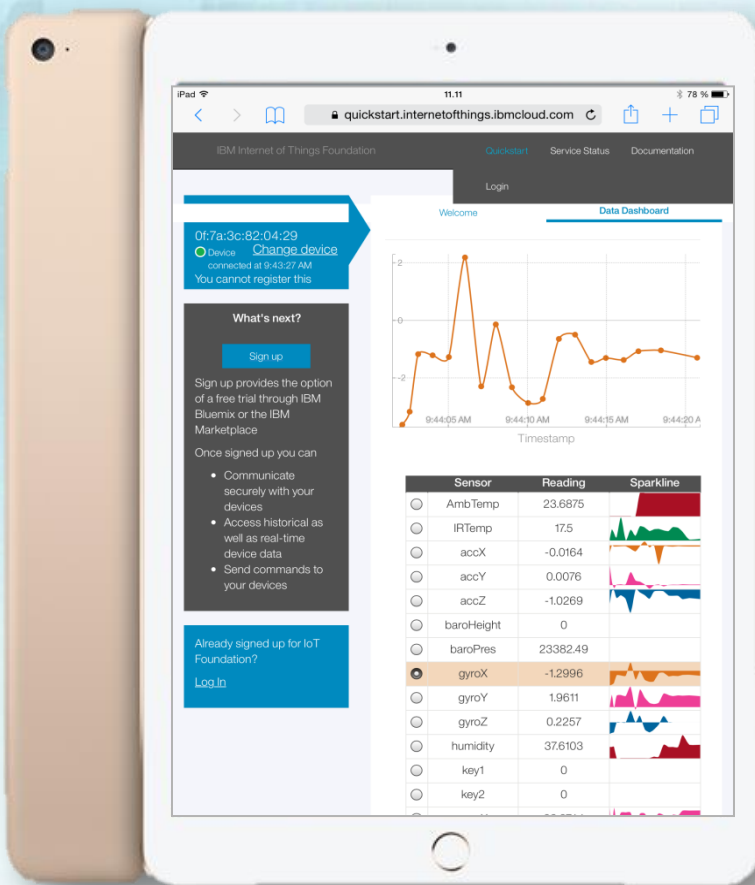 iPad
11.11
78 %
quickstart.internetofthings.ibmcloud.com
IBM Internet of Things Foundation
Quickstart
Service Status
Documentation
Login
0f:7a:3c:82:04:29
Device
Change device
connected at 9:43:27 AM
You cannot register this
What's next?
Sign up
Sign up provides the option
of a free trial through IBM
Bluemix or the IBM
Marketplace
Once signed up you can
• Communicate
securely with your
devices
• Access historical as
well as real-time
device data
• Send commands to
your devices
Already signed up for IoT
Foundation?
Log In
Welcome
Data Dashboard
2
0
-2
9:44:05 AM
9:44:10 AM
9:44:15 AM
9:44:20 A
Timestamp
Sensor Reading Sparkline
AmbTemp 23.6875
IRTemp 17.5
accX -0.0164
accY 0.0076
accZ -1.0269
baroHeight 0
baroPres 23382.49
gyroX -1.2996
gyroY 1.9611
gyroZ 0.2257
humidity 37.6103
key1 0
key2 0